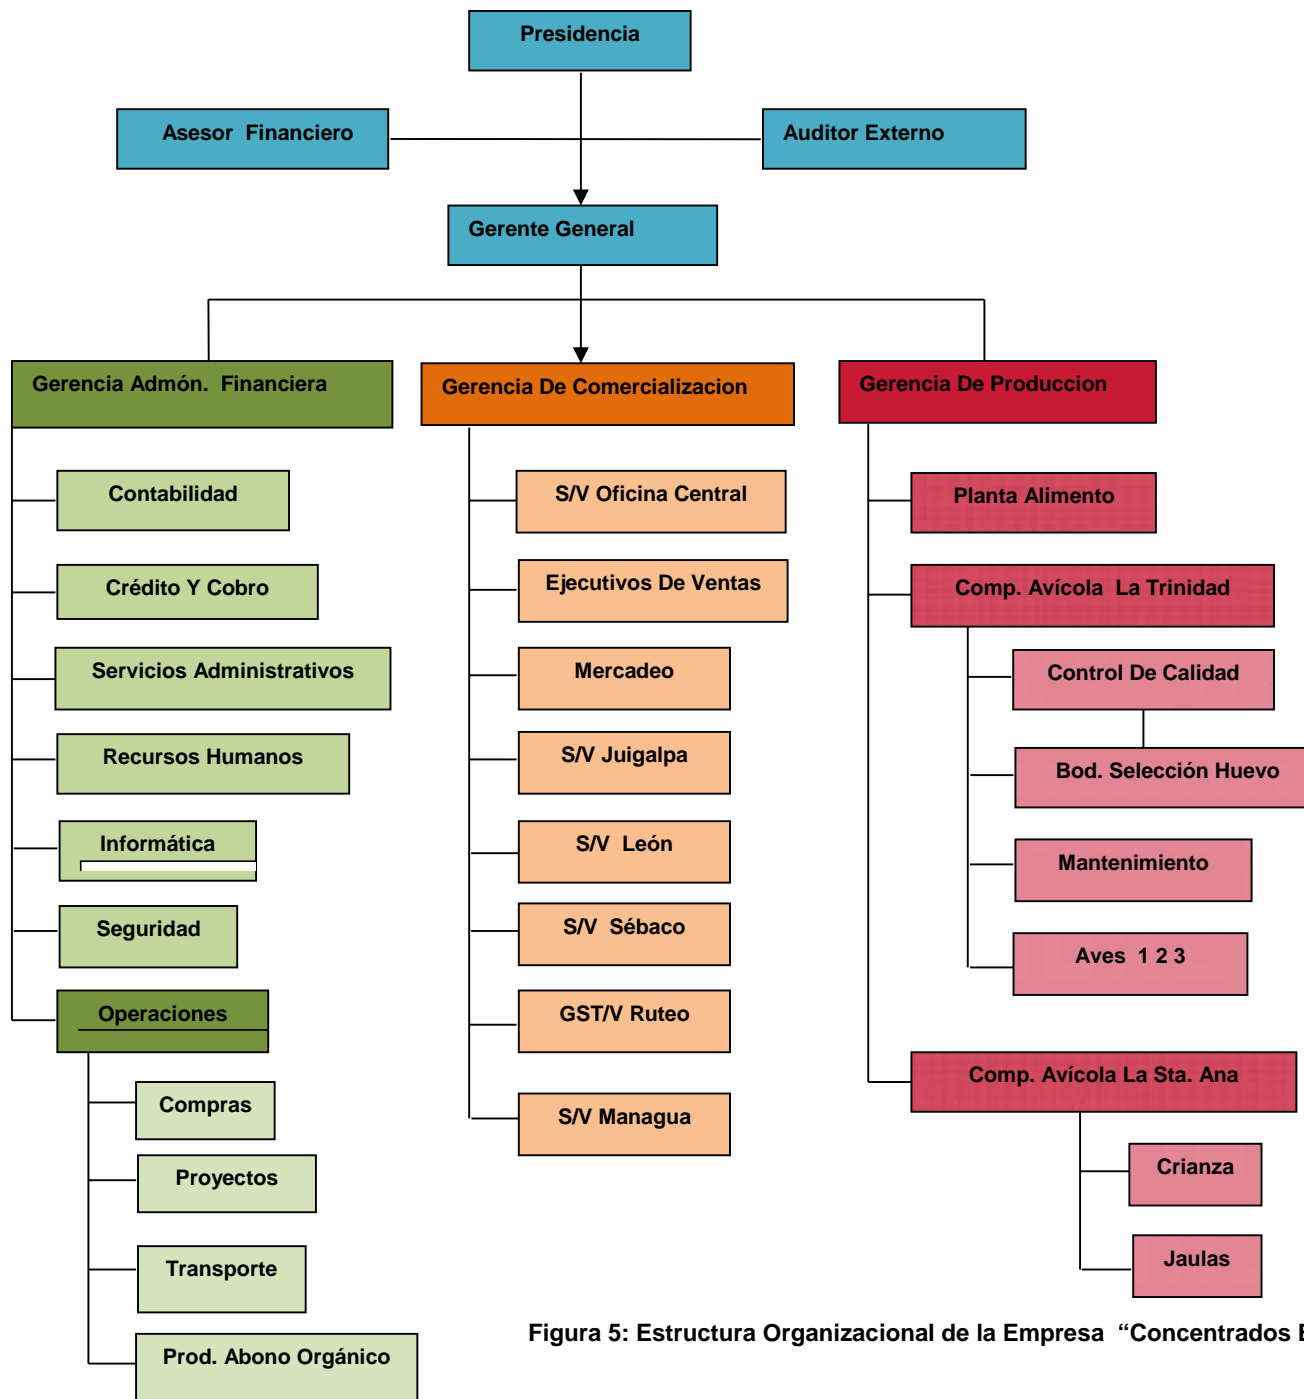 Presidencia
Asesor  Financiero
Auditor Externo
Gerente General
Gerencia Admón.  Financiera
Contabilidad
Crédito Y Cobro
Servicios Administrativos
Recursos Humanos
Informática
Seguridad
Operaciones
Compras
Proyectos
Transporte
Prod. Abono Orgánico
Gerencia De Comercializacion
S/V Oficina Central
Ejecutivos De Ventas
Mercadeo
S/V Juigalpa
S/V  León
S/V  Sébaco
GST/V Ruteo
S/V Managua
Gerencia De Produccion
Planta Alimento
Comp. Avícola  La Trinidad
Control De Calidad
Bod. Selección Huevo
Mantenimiento
Aves  1 2 3
Comp. Avícola La Sta. Ana
Crianza
Jaulas
Figura 5: Estructura Organizacional de la Empresa  “Concentrados